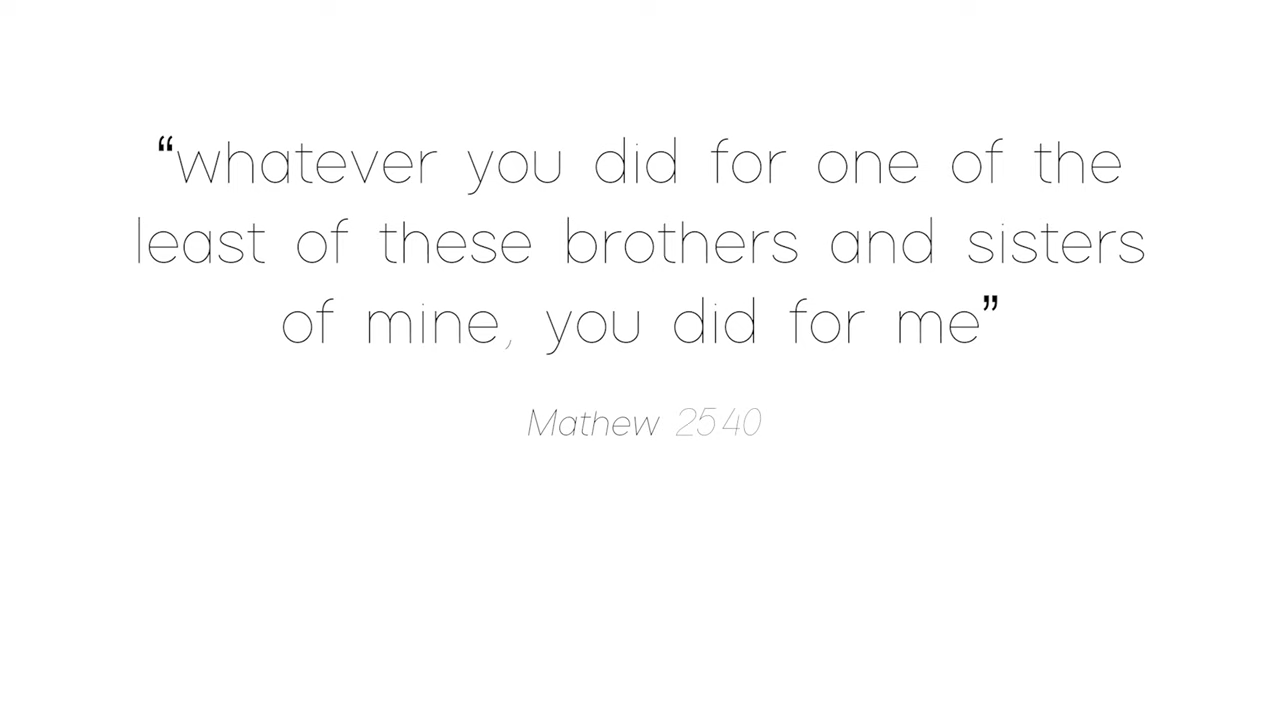 “whatever you did for one of the
least of these brothers and sisters
of mine, you did for me”
Mathew 25 40